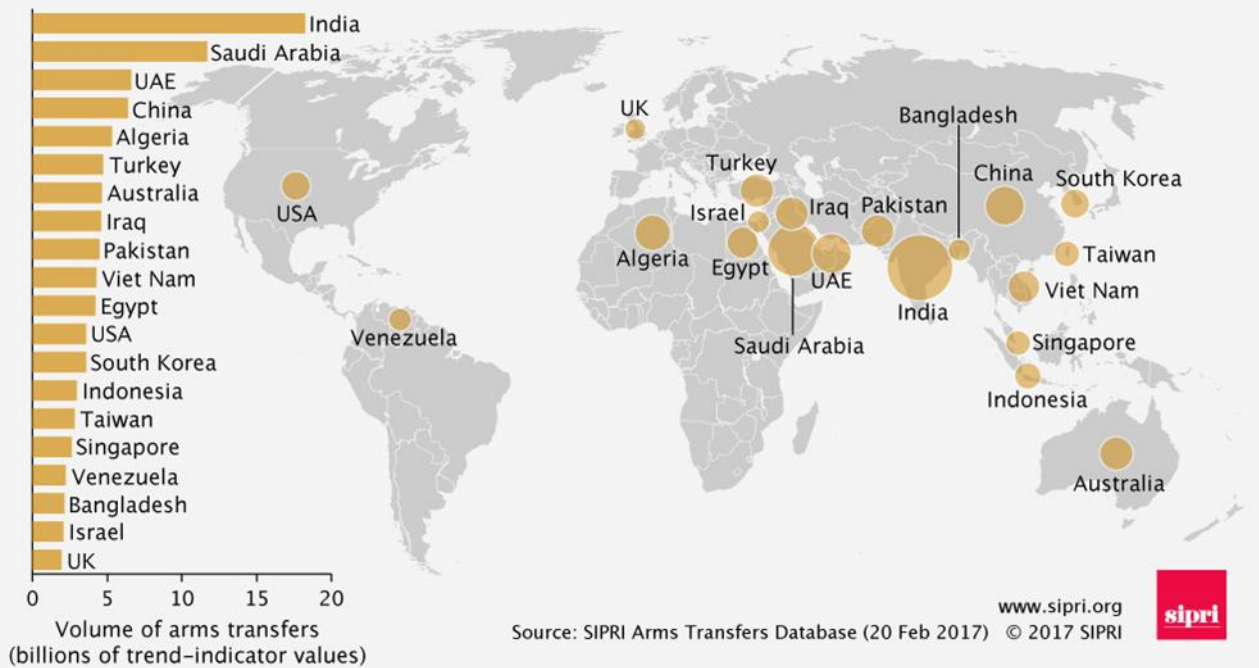 India
Saudi Arabia
UAE
China
Algeria
Turkey
Australia
Iraq
Pakistan
Viet Nam
Egypt
USA
South Korea
Indonesia
Taiwan
Singapore
Venezuela
Bangladesh
Israel
UK
0 5 10 15 20
Volume of arms transfers
(billions of trend-indicator values)
UK
Bangladesh
Turkey
China
South Korea
USA
Israel
Iraq
Pakistan
Algeria
Egypt
UAE
Taiwan
India
Viet Nam
Venezuela
Saudi Arabia
Singapore
Indonesia
Australia
www.sipri.org
Source: SIPRI Arms Transfers Database (20 Feb 2017) © 2017 SIPRI
sipri